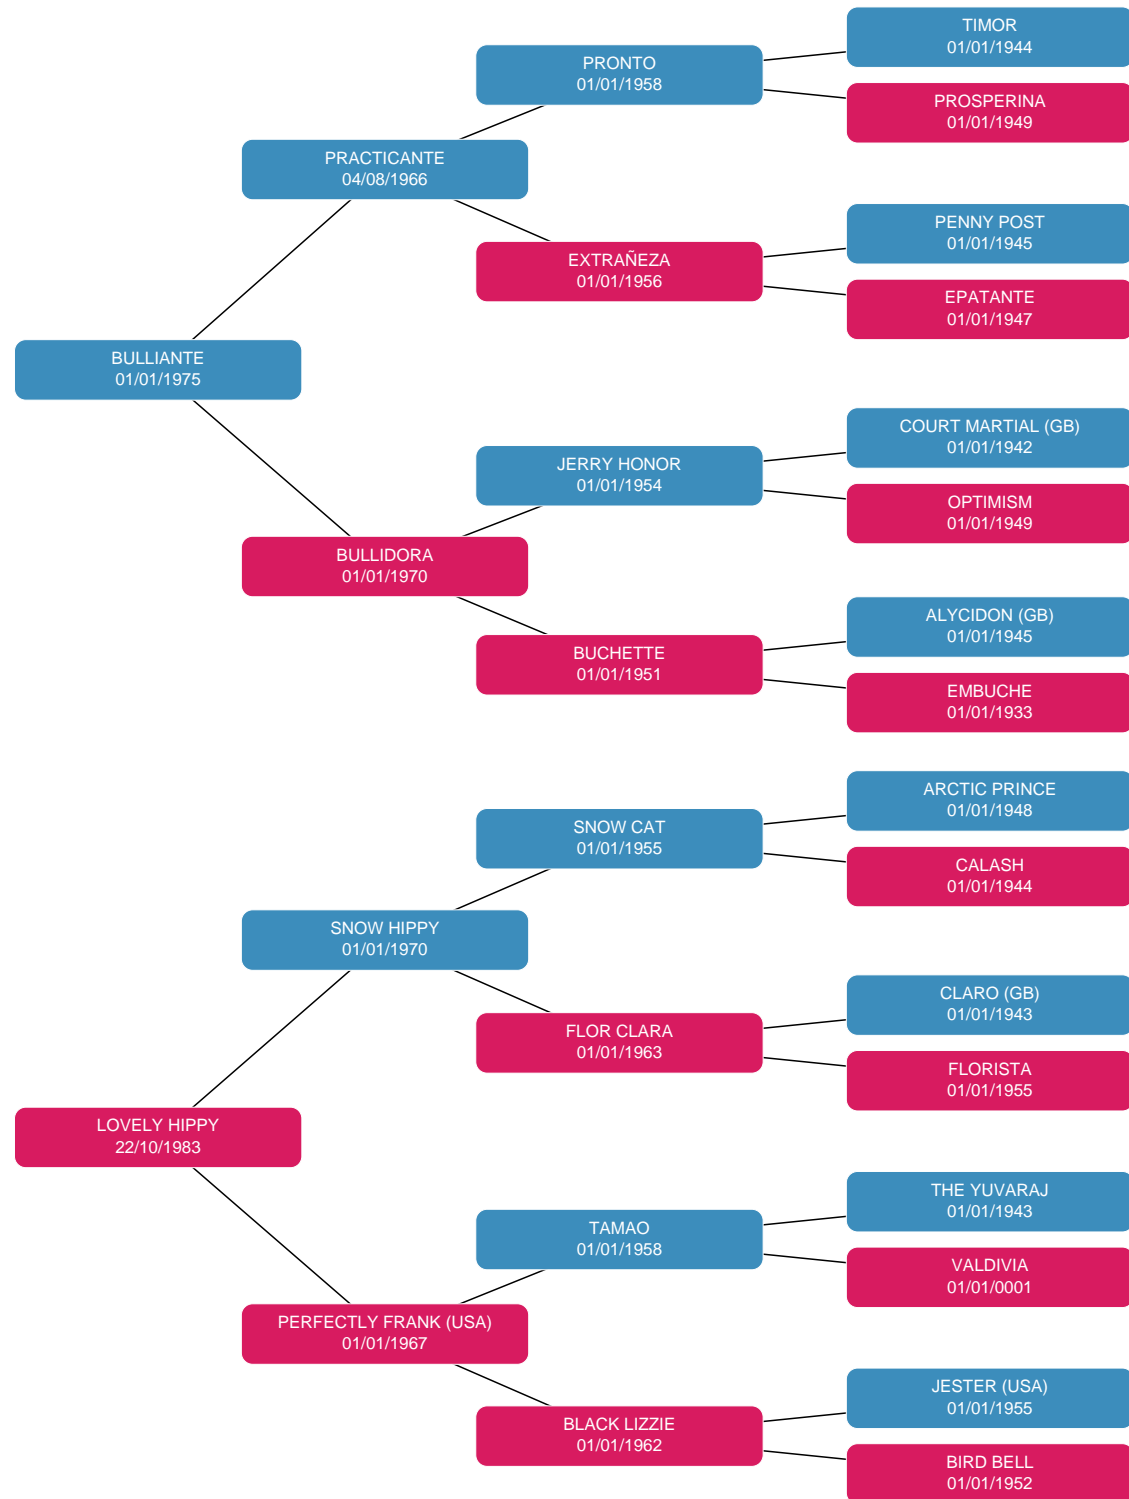 TIMOR
01/01/1944
PRONTO
01/01/1958
PROSPERINA
01/01/1949
PRACTICANTE
04/08/1966
PENNY POST
01/01/1945
EXTRAÑEZA
01/01/1956
EPATANTE
01/01/1947
BULLIANTE
01/01/1975
COURT MARTIAL (GB)
01/01/1942
JERRY HONOR
01/01/1954
OPTIMISM
01/01/1949
BULLIDORA
01/01/1970
ALYCIDON (GB)
01/01/1945
BUCHETTE
01/01/1951
EMBUCHE
01/01/1933
ARCTIC PRINCE
01/01/1948
SNOW CAT
01/01/1955
CALASH
01/01/1944
SNOW HIPPY
01/01/1970
CLARO (GB)
01/01/1943
FLOR CLARA
01/01/1963
FLORISTA
01/01/1955
LOVELY HIPPY
22/10/1983
THE YUVARAJ
01/01/1943
TAMAO
01/01/1958
VALDIVIA
01/01/0001
PERFECTLY FRANK (USA)
01/01/1967
JESTER (USA)
01/01/1955
BLACK LIZZIE
01/01/1962
BIRD BELL
01/01/1952